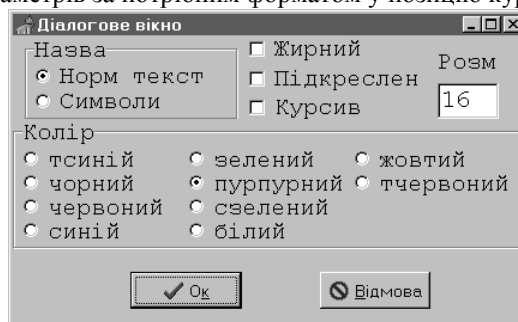 аметрів за потрібним форматом у позицію кур
Діалогове вікно
Назва
Норм текст
Символи
Жирний
Підкреслен
Курсив
Розм
16
Колір
тсиній зелений жовтий
чорний пурпурний тчервоний
червоний сзелений
синій білий
Ок Відмова